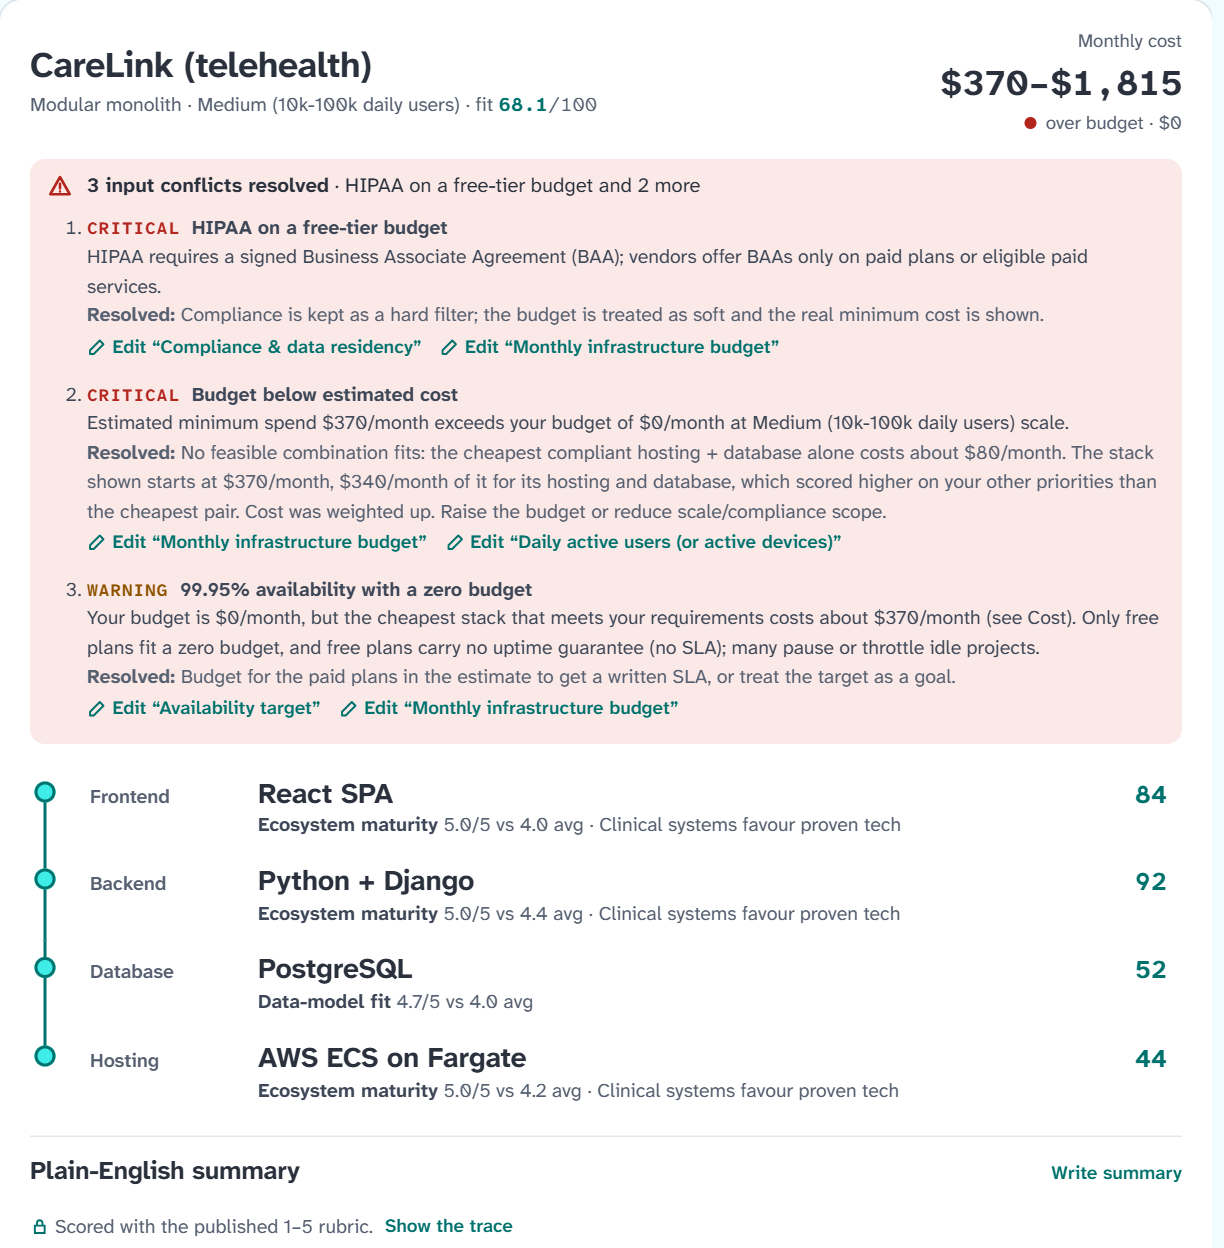 CareLink (telehealth)
Modular monolith · Medium (10k-100k daily users) · fit 68.1/100
Monthly cost
$370–$1,815
over budget · $0
3 input conflicts resolved · HIPAA on a free-tier budget and 2 more
1. CRITICAL HIPAA on a free-tier budget
HIPAA requires a signed Business Associate Agreement (BAA); vendors offer BAAs only on paid plans or eligible paid
services.
Resolved: Compliance is kept as a hard filter; the budget is treated as soft and the real minimum cost is shown.
Edit “Compliance & data residency” Edit “Monthly infrastructure budget”
2. CRITICAL Budget below estimated cost
Estimated minimum spend $370/month exceeds your budget of $0/month at Medium (10k-100k daily users) scale.
Resolved: No feasible combination fits: the cheapest compliant hosting + database alone costs about $80/month. The stack
shown starts at $370/month, $340/month of it for its hosting and database, which scored higher on your other priorities than
the cheapest pair. Cost was weighted up. Raise the budget or reduce scale/compliance scope.
Edit “Monthly infrastructure budget” Edit “Daily active users (or active devices)”
3. WARNING 99.95% availability with a zero budget
Your budget is $0/month, but the cheapest stack that meets your requirements costs about $370/month (see Cost). Only free
plans fit a zero budget, and free plans carry no uptime guarantee (no SLA); many pause or throttle idle projects.
Resolved: Budget for the paid plans in the estimate to get a written SLA, or treat the target as a goal.
Edit “Availability target” Edit “Monthly infrastructure budget”
Frontend React SPA 84
Ecosystem maturity 5.0/5 vs 4.0 avg · Clinical systems favour proven tech
Backend Python + Django 92
Ecosystem maturity 5.0/5 vs 4.4 avg · Clinical systems favour proven tech
Database PostgreSQL 52
Data-model fit 4.7/5 vs 4.0 avg
Hosting AWS ECS on Fargate 44
Ecosystem maturity 5.0/5 vs 4.2 avg · Clinical systems favour proven tech
Plain-English summary Write summary
Scored with the published 1–5 rubric. Show the trace